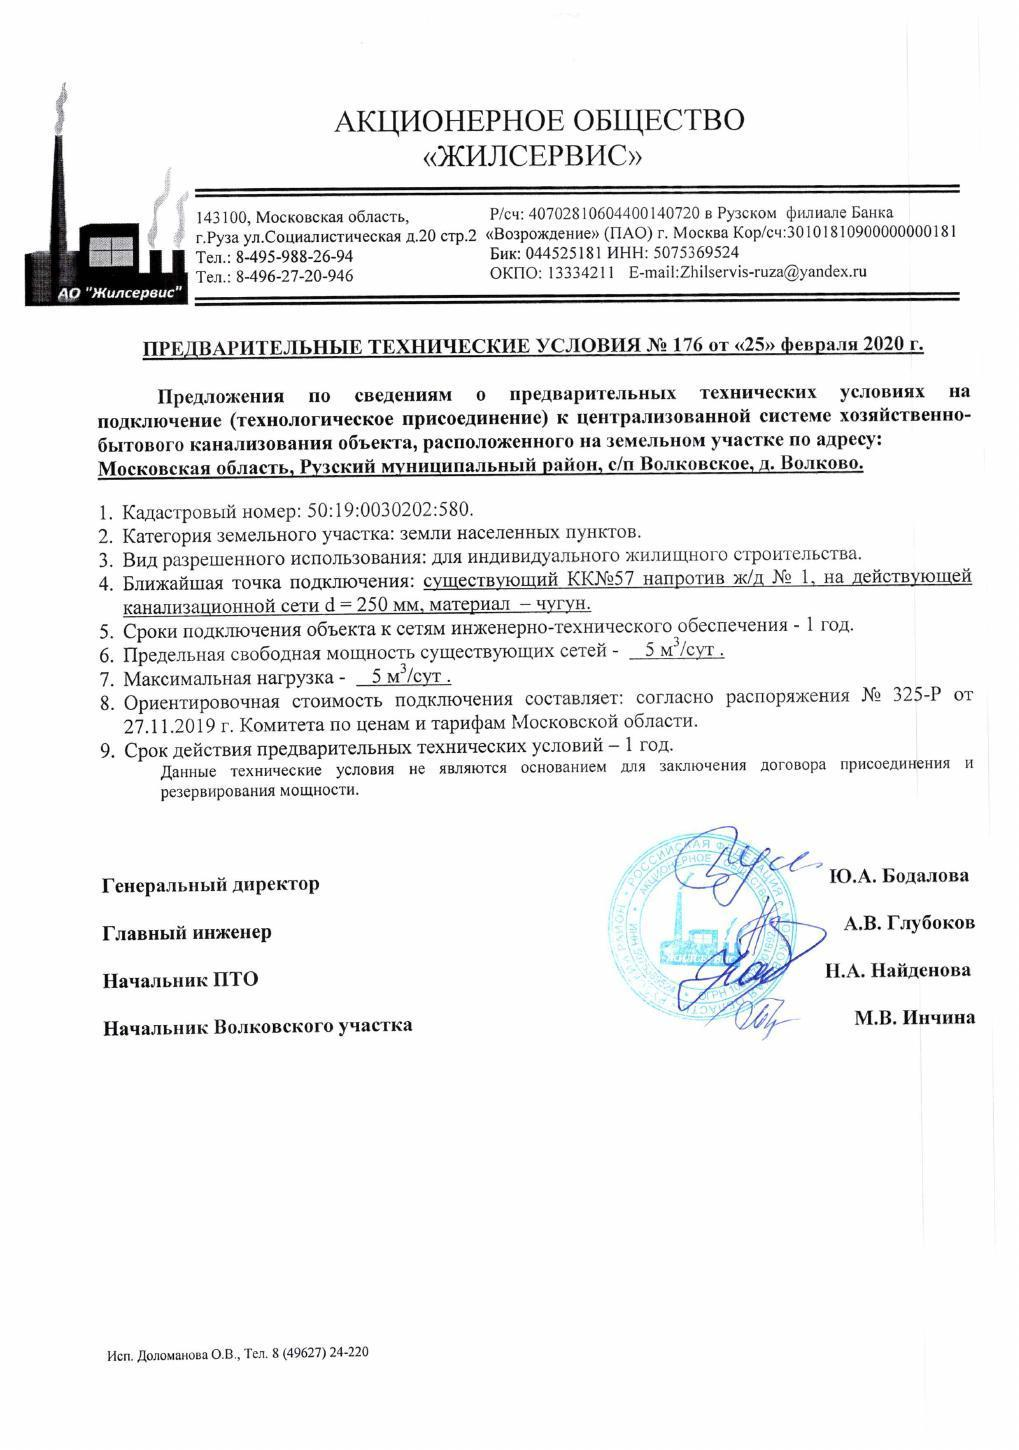 АКЦИОНЕРНОЕ ОБЩЕСТВО
«ЖИЛСЕРВИС»
АО "Жилсервис"
143100, Московская область,
г.Руза ул.Социалистическая д.20 стр.2
Тел.: 8-495-988-26-94
Тел.: 8-496-27-20-946
Р/сч: 40702810604400140720 в Рузском филиале Банка
«Возрождение» (ПАО) г. Москва Кор/сч:30101810900000000181
Бик: 044525181 ИНН: 5075369524
ОКПО: 13334211 E-mail:Zhilservis-ruza@yandex.ru
ПРЕДВАРИТЕЛЬНЫЕ ТЕХНИЧЕСКИЕ УСЛОВИЯ № 176 от «25» февраля 2020 г.
Предложения по сведениям о предварительных технических условиях на
подключение (технологическое присоединение) к централизованной системе хозяйственно-
бытового канализования объекта, расположенного на земельном участке по адресу:
Московская область, Рузский муниципальный район, с/п Волковское, д. Волково.
1. Кадастровый номер: 50:19:0030202:580.
2. Категория земельного участка: земли населенных пунктов.
3. Вид разрешенного использования: для индивидуального жилищного строительства.
4. Ближайшая точка подключения: существующий КК№57 напротив ж/д № 1, на действующей
канализационной сети d = 250 мм, материал – чугун.
5. Сроки подключения объекта к сетям инженерно-технического обеспечения - 1 год.
6. Предельная свободная мощность существующих сетей - 5 м³/сут .
7. Максимальная нагрузка - 5 м³/сут .
8. Ориентировочная стоимость подключения составляет: согласно распоряжения № 325-Р от
27.11.2019 г. Комитета по ценам и тарифам Московской области.
9. Срок действия предварительных технических условий – 1 год.
Данные технические условия не являются основанием для заключения договора присоединения и
резервирования мощности.
Генеральный директор
Ю.А. Бодалова
Главный инженер
А.В. Глубоков
Начальник ПТО
Н.А. Найденова
Начальник Волковского участка
М.В. Инчина
РОССИЙСКАЯ ФЕДЕРАЦИЯ
АКЦИОНЕРНОЕ ОБЩЕСТВО
ЖИЛСЕРВИС
Исп. Доломанова О.В., Тел. 8 (49627) 24-220